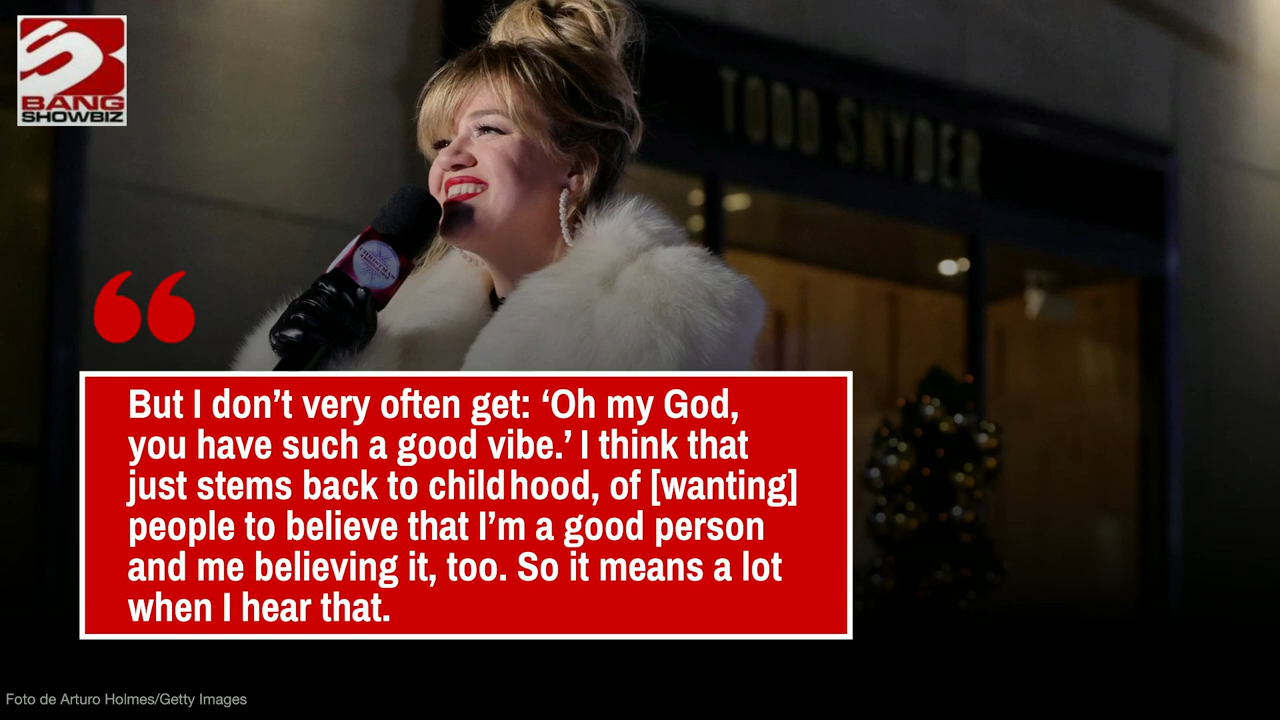 BANG
SHOWBIZ
TODD SNYDER
CHRISTMAS
But I don’t very often get: ‘Oh my God,
you have such a good vibe.’ I think that
just stems back to childhood, of [wanting]
people to believe that I’m a good person
and me believing it, too. So it means a lot
when I hear that.
Foto de Arturo Holmes/Getty Images